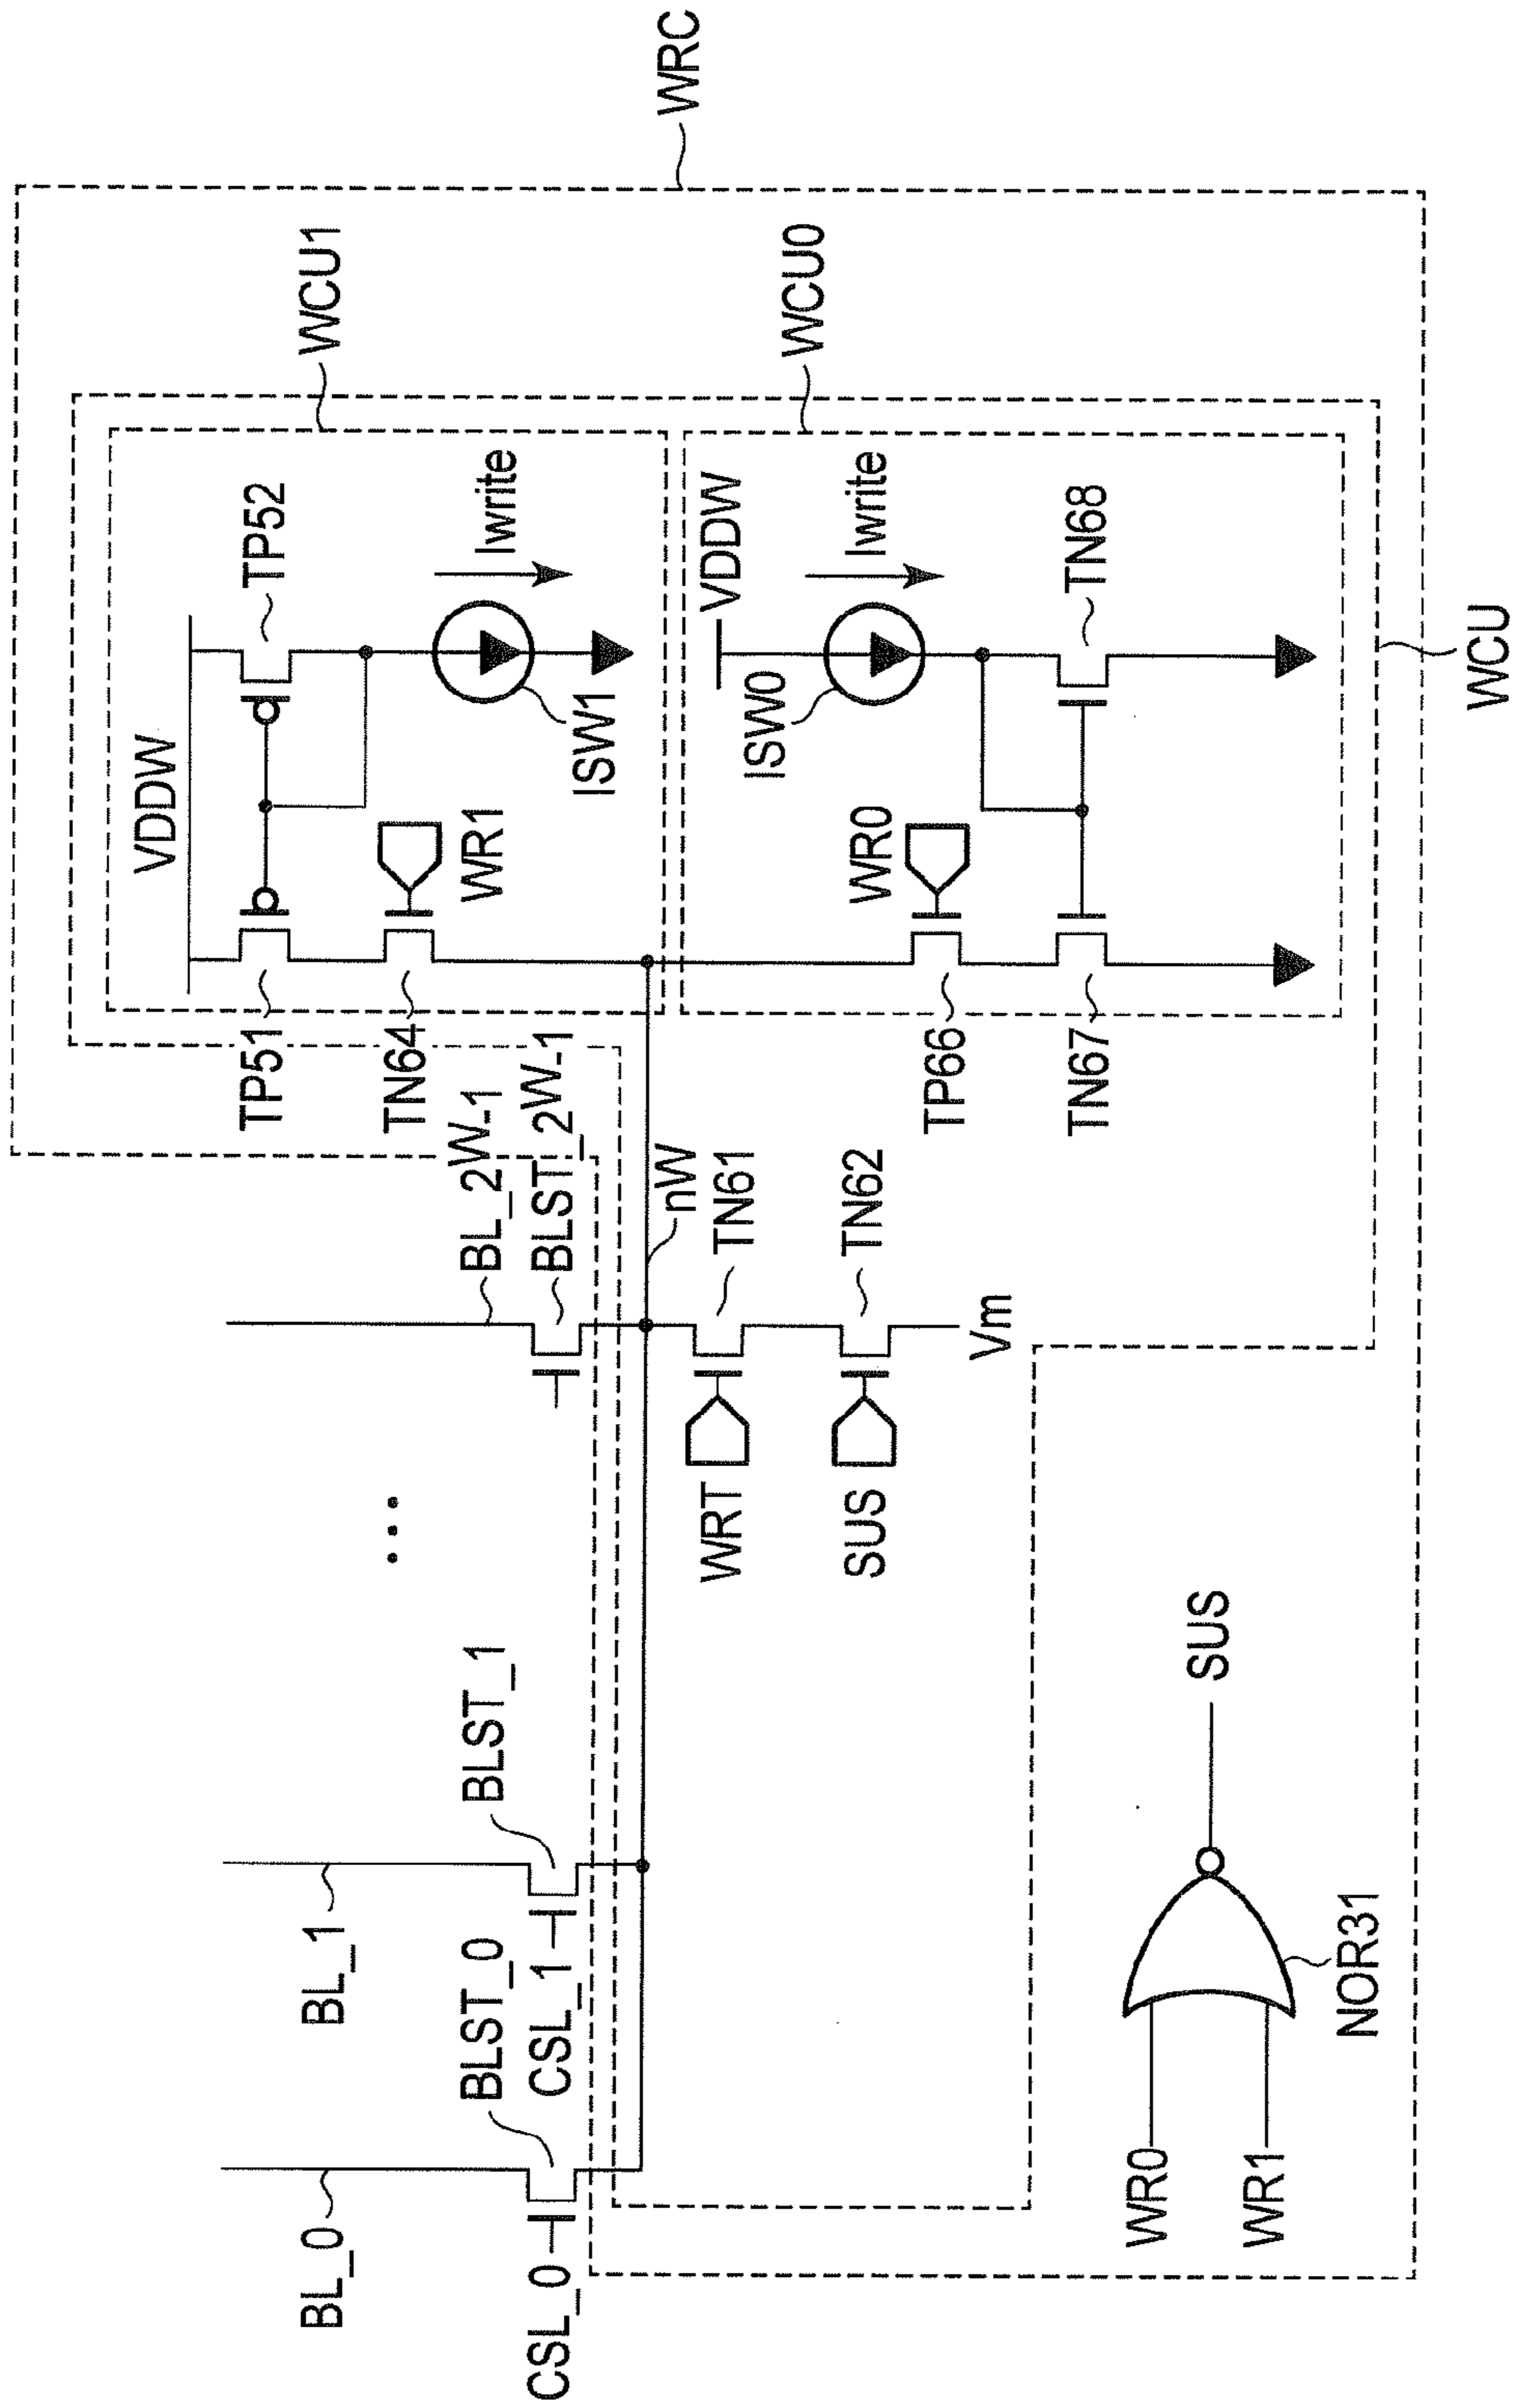 WRC
WCU1
WCU0
WCU
VDDW
TP52
TP51
TN64
WR1
Iwrite
ISW1
VDDW
Iwrite
ISW0
WR0
TN68
TP66
TN67
BL_0
BL_1
BL_2W-1
BLST_0
BLST_1
BLST_2W-1
CSL_0
CSL_1
nW
WRT
TN61
SUS
TN62
Vm
WR0
WR1
NOR31
SUS